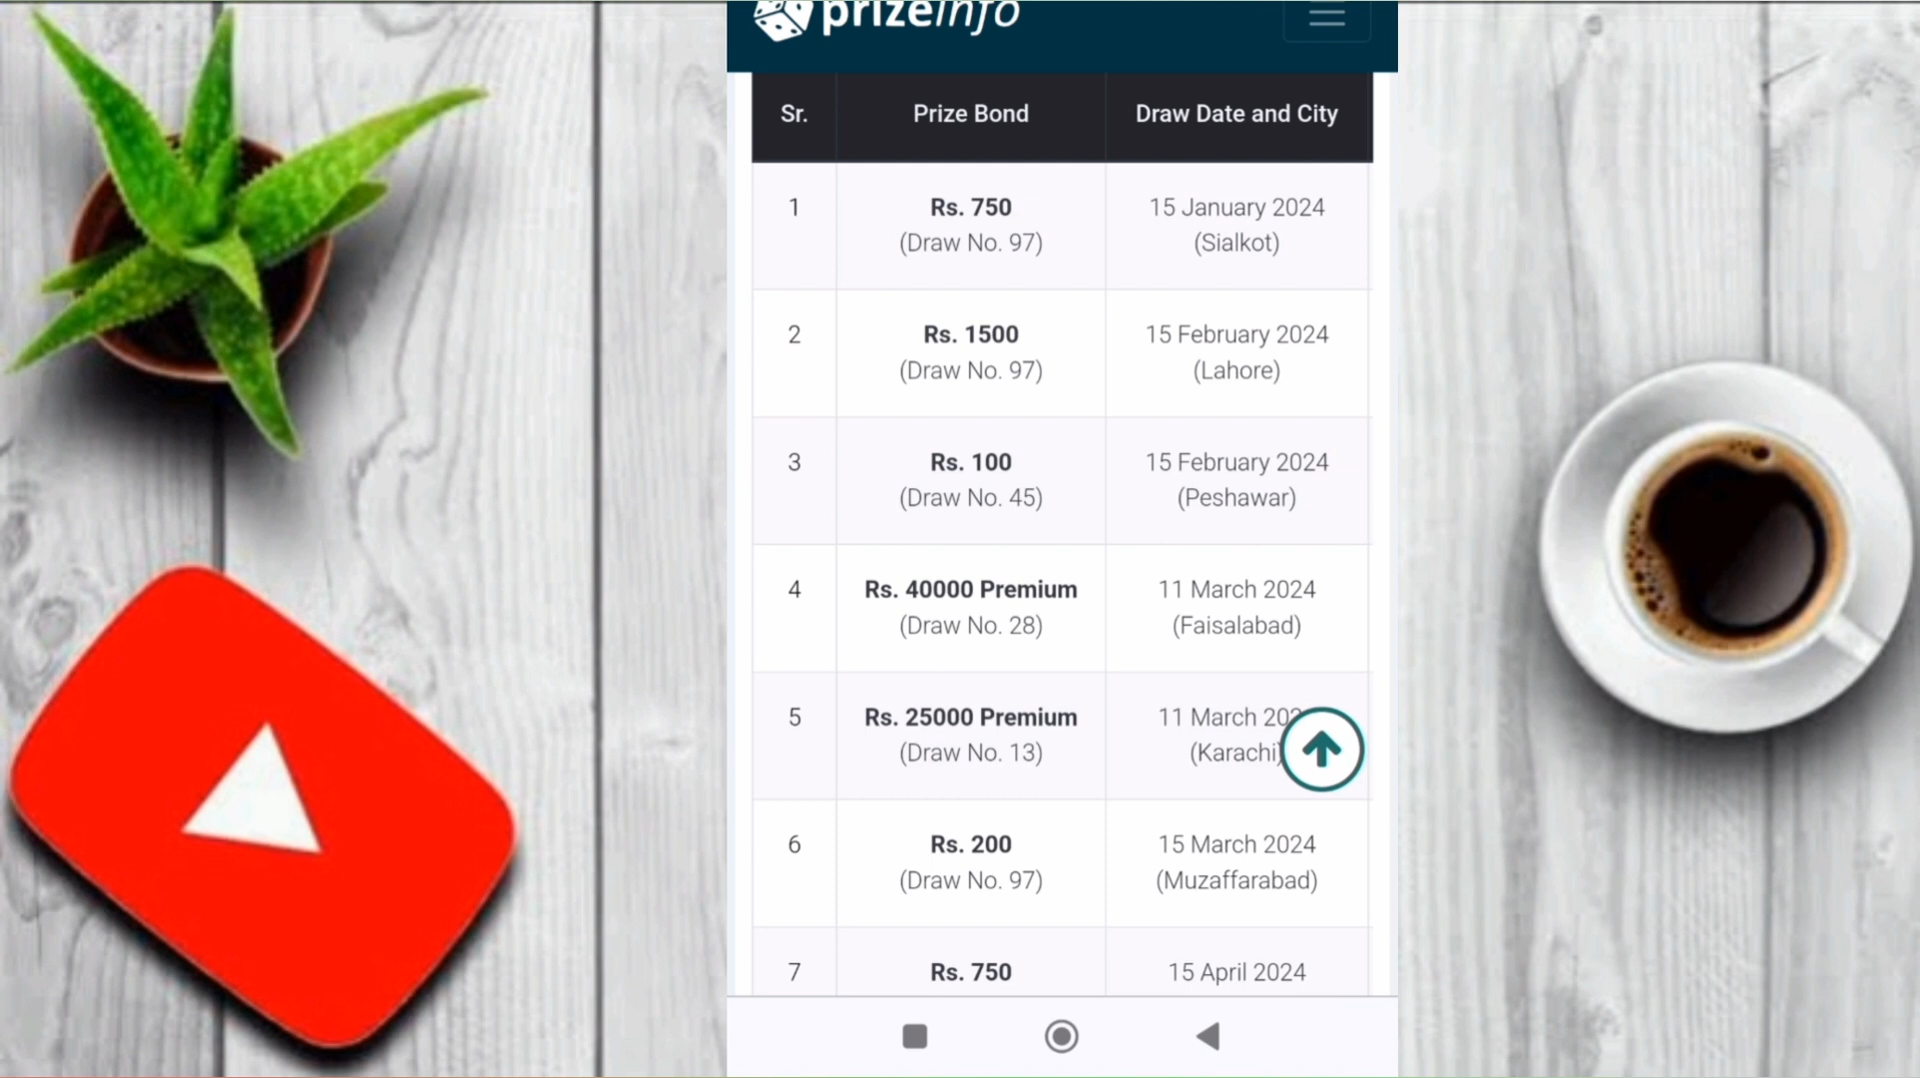 prizeinfo
Sr. Prize Bond Draw Date and City
1 Rs. 750 15 January 2024
(Draw No. 97) (Sialkot)
2 Rs. 1500 15 February 2024
(Draw No. 97) (Lahore)
3 Rs. 100 15 February 2024
(Draw No. 45) (Peshawar)
4 Rs. 40000 Premium 11 March 2024
(Draw No. 28) (Faisalabad)
5 Rs. 25000 Premium 11 March
(Draw No. 13) (Karachi)
6 Rs. 200 15 March 2024
(Draw No. 97) (Muzaffarabad)
7 Rs. 750 15 April 2024